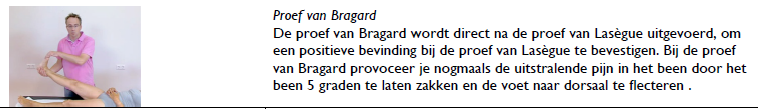 Proef van Bragard
De proef van Bragard wordt direct na de proef van Lasègue uitgevoerd, om
een positieve bevinding bij de proef van Lasègue te bevestigen. Bij de proef
van Bragard provoceer je nogmaals de uitstralende pijn in het been door het
been 5 graden te laten zakken en de voet naar dorsaal te flecteren .